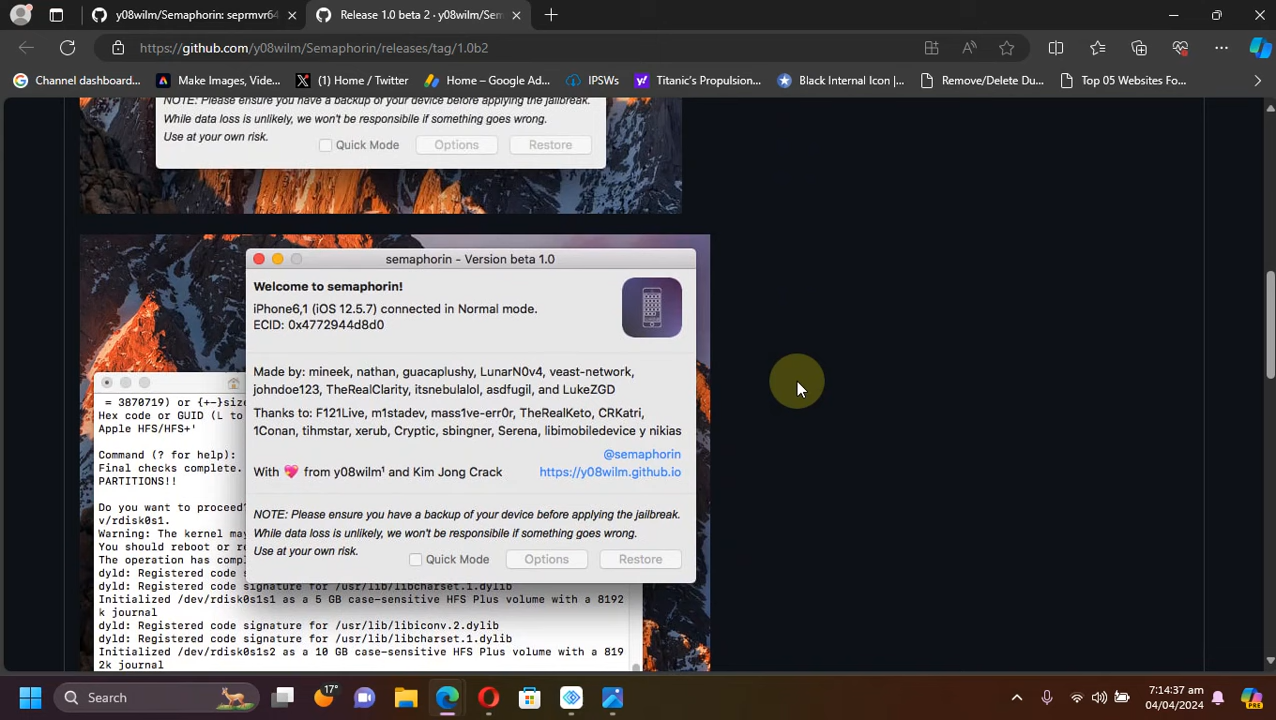 y08wilm/Semaphorin: seprmvr64
Release 1.0 beta 2 · y08wilm/Sem
https://github.com/y08wilm/Semaphorin/releases/tag/1.0b2
Channel dashboard...
Make Images, Vid...
(1) Home / Twitter
Home – Google Ad...
IPSWs
Titanic's Propulsion...
Black Internal Icon |...
Remove/Delete Du...
Top 05 Websites Fo...
NOTE: Please ensure you have a backup of your device before applying the jailbreak.
While data loss is unlikely, we won't be responsibile if something goes wrong.
Use at your own risk.
Quick Mode
Options
Restore
semaphorin - Version beta 1.0
Welcome to semaphorin!
iPhone6,1 (iOS 12.5.7) connected in Normal mode.
ECID: 0x4772944d8d0
Made by: mineek, nathan, guacaplushy, LunarN0v4, veast-network,
johndoe123, TheRealClarity, itsnebulalol, asdfugil, and LukeZGD
Thanks to: F121Live, m1stadev, mass1ve-err0r, TheRealKeto, CRKatri,
1Conan, tihmstar, xerub, Cryptic, sbingner, Serena, libimobiledevice y nikias
@semaphorin
With 💖 from y08wilm¹ and Kim Jong Crack
https://y08wilm.github.io
NOTE: Please ensure you have a backup of your device before applying the jailbreak.
While data loss is unlikely, we won't be responsibile if something goes wrong.
Use at your own risk.
Quick Mode
Options
Restore
= 3870719) or {+-}size
Hex code or GUID (L to
Apple HFS/HFS+'
Command (? for help):
Final checks complete.
PARTITIONS!!
Do you want to proceed?
v/rdisk0s1.
Warning: The kernel may
You should reboot or re
The operation has compl
dyld: Registered code signature for /usr/lib/libcharset.1.dylib
Initialized /dev/rdisk0s1s1 as a 5 GB case-sensitive HFS Plus volume with a 8192
k journal
dyld: Registered code signature for /usr/lib/libiconv.2.dylib
dyld: Registered code signature for /usr/lib/libcharset.1.dylib
Initialized /dev/rdisk0s1s2 as a 10 GB case-sensitive HFS Plus volume with a 819
2k journal
Search
17°
7:14:37 am
04/04/2024
PRE